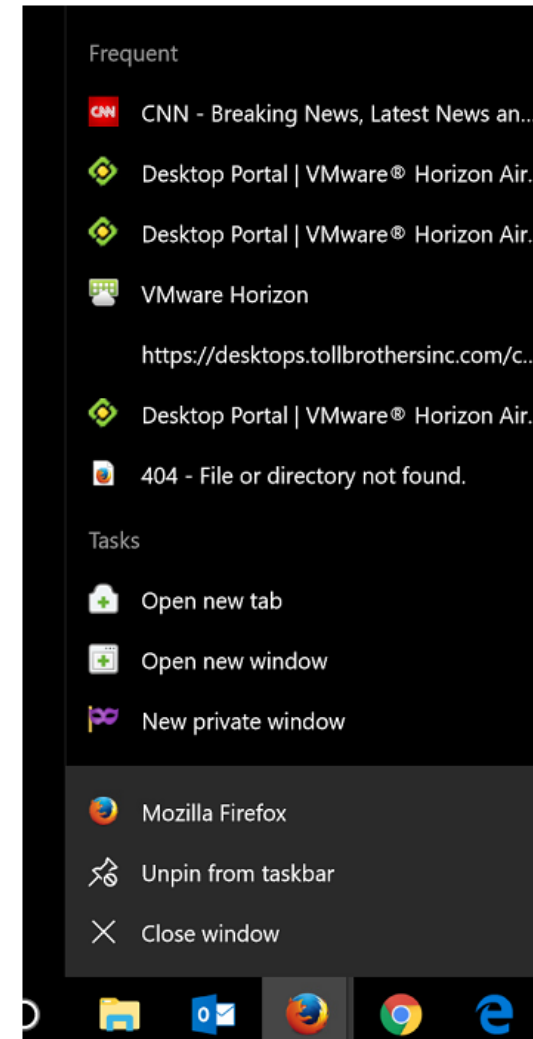 Frequent
CNN
CNN - Breaking News, Latest News an...
Desktop Portal | VMware® Horizon Air.
Desktop Portal | VMware® Horizon Air.
VMware Horizon
https://desktops.tollbrothersinc.com/c...
Desktop Portal | VMware® Horizon Air.
404 - File or directory not found.
Tasks
Open new tab
Open new window
New private window
Mozilla Firefox
Unpin from taskbar
Close window